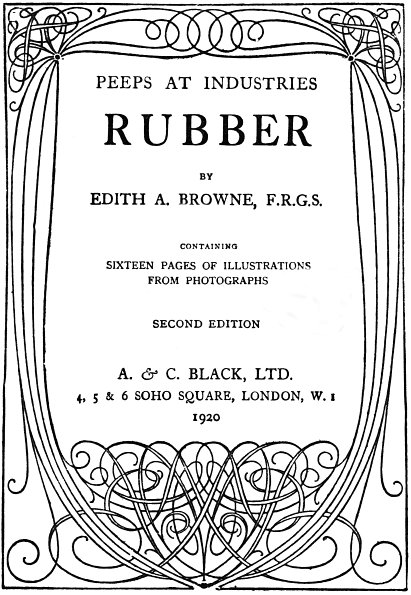 PEEPS AT INDUSTRIES
RUBBER
BY
EDITH A. BROWNE, F.R.G.S.
CONTAINING
SIXTEEN PAGES OF ILLUSTRATIONS
FROM PHOTOGRAPHS
SECOND EDITION
A. & C. BLACK, LTD.
4, 5 & 6 SOHO SQUARE, LONDON, W. 1
1920